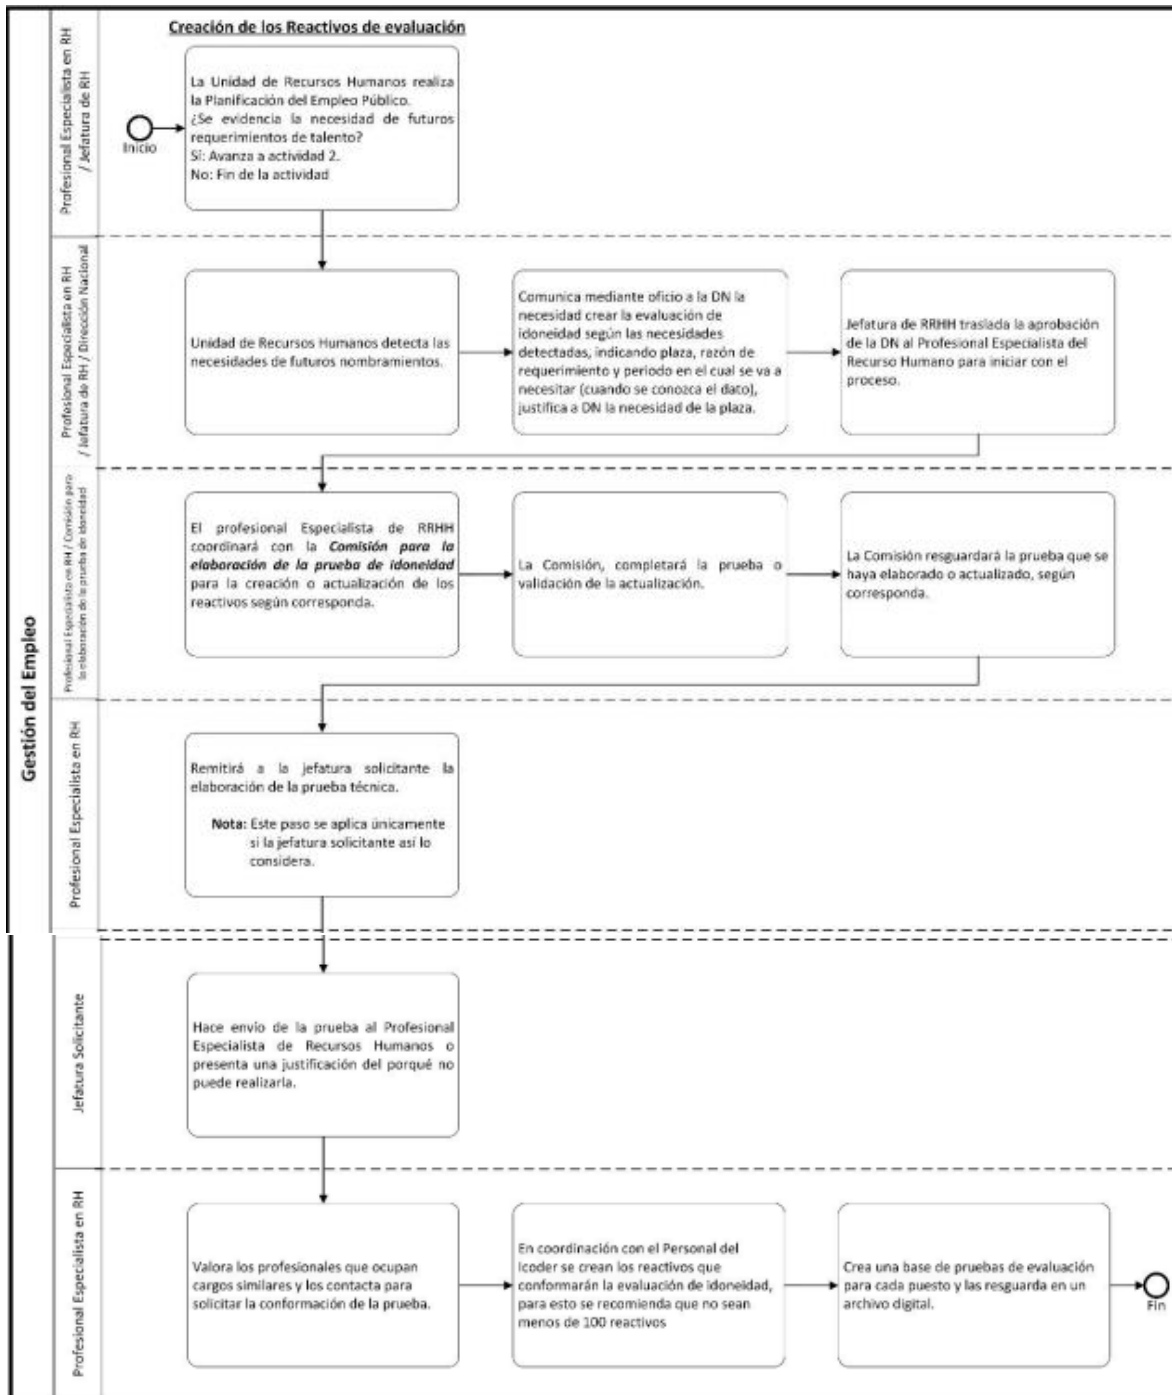 Creación de los Reactivos de evaluación
Gestión del Empleo
Profesional Especialista en RH
/ Jefatura de RH
Inicio
La Unidad de Recursos Humanos realiza
la Planificación del Empleo Público.
¿Se evidencia la necesidad de futuros
requerimientos de talento?
Sí: Avanza a actividad 2.
No: Fin de la actividad
Profesional Especialista en RH
/ Jefatura de RH / Dirección Nacional
Unidad de Recursos Humanos detecta las
necesidades de futuros nombramientos.
Comunica mediante oficio a la DN la
necesidad crear la evaluación de
idoneidad según las necesidades
detectadas, indicando plaza, razón de
requerimiento y periodo en el cual se va a
necesitar (cuando se conozca el dato),
justifica a DN la necesidad de la plaza.
Jefatura de RRHH traslada la aprobación
de la DN al Profesional Especialista del
Recurso Humano para iniciar con el
proceso.
Profesional Especialista en RH / Comisión para
la elaboración de la prueba de idoneidad
El profesional Especialista de RRHH
coordinará con la Comisión para la
elaboración de la prueba de idoneidad
para la creación o actualización de los
reactivos según corresponda.
La Comisión, completará la prueba o
validación de la actualización.
La Comisión resguardará la prueba que se
haya elaborado o actualizado, según
corresponda.
Profesional Especialista en RH
Remitirá a la jefatura solicitante la
elaboración de la prueba técnica.
Nota: Este paso se aplica únicamente
si la jefatura solicitante así lo
considera.
Jefatura Solicitante
Hace envío de la prueba al Profesional
Especialista de Recursos Humanos o
presenta una justificación del porqué no
puede realizarla.
Profesional Especialista en RH
Valora los profesionales que ocupan
cargos similares y los contacta para
solicitar la conformación de la prueba.
En coordinación con el Personal del
Icoder se crean los reactivos que
conformarán la evaluación de idoneidad,
para esto se recomienda que no sean
menos de 100 reactivos
Crea una base de pruebas de evaluación
para cada puesto y las resguarda en un
archivo digital.
Fin